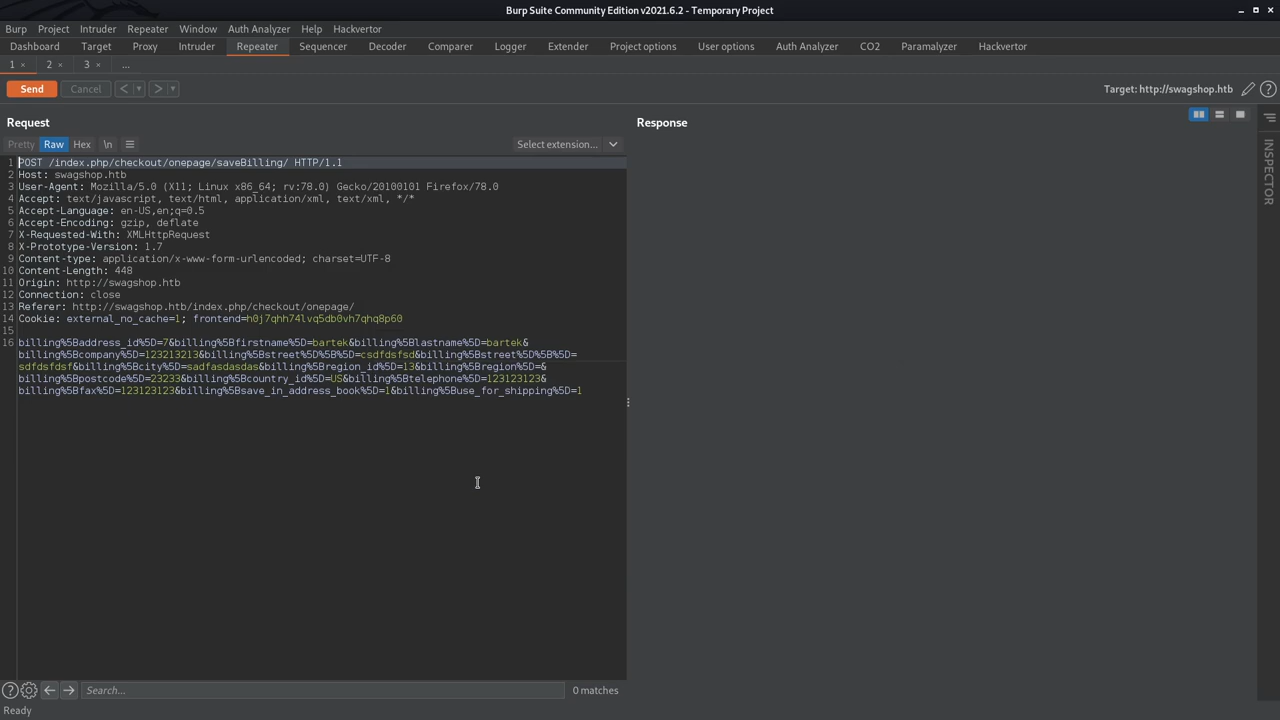 Burp Suite Community Edition v2021.6.2 - Temporary Project
Burp Project Intruder Repeater Window Auth Analyzer Help Hackvertor
Dashboard Target Proxy Intruder Repeater Sequencer Decoder Comparer Logger Extender Project options User options Auth Analyzer CO2 Paramalyzer Hackvertor
1 × 2 × 3 × ...
Send Cancel < > Target: http://swagshop.htb
Request Response
Pretty Raw Hex \n Select extension...
INSPECTOR
1 POST /index.php/checkout/onepage/saveBilling/ HTTP/1.1
2 Host: swagshop.htb
3 User-Agent: Mozilla/5.0 (X11; Linux x86_64; rv:78.0) Gecko/20100101 Firefox/78.0
4 Accept: text/javascript, text/html, application/xml, text/xml, */*
5 Accept-Language: en-US,en;q=0.5
6 Accept-Encoding: gzip, deflate
7 X-Requested-With: XMLHttpRequest
8 X-Prototype-Version: 1.7
9 Content-type: application/x-www-form-urlencoded; charset=UTF-8
10 Content-Length: 448
11 Origin: http://swagshop.htb
12 Connection: close
13 Referer: http://swagshop.htb/index.php/checkout/onepage/
14 Cookie: external_no_cache=1; frontend=h0j7qhh74lvq5db0vh7qhq8p60
15
16 billing%5Baddress_id%5D=7&billing%5Bfirstname%5D=bartek&billing%5Blastname%5D=bartek&
billing%5Bcompany%5D=123213213&billing%5Bstreet%5D%5B%5D=csdfdsfsd&billing%5Bstreet%5D%5B%5D=
sdfdsfdsf&billing%5Bcity%5D=sadfasdasdas&billing%5Bregion_id%5D=13&billing%5Bregion%5D=&
billing%5Bpostcode%5D=23233&billing%5Bcountry_id%5D=US&billing%5Btelephone%5D=123123123&
billing%5Bfax%5D=123123123&billing%5Bsave_in_address_book%5D=1&billing%5Buse_for_shipping%5D=1
Search... 0 matches
Ready